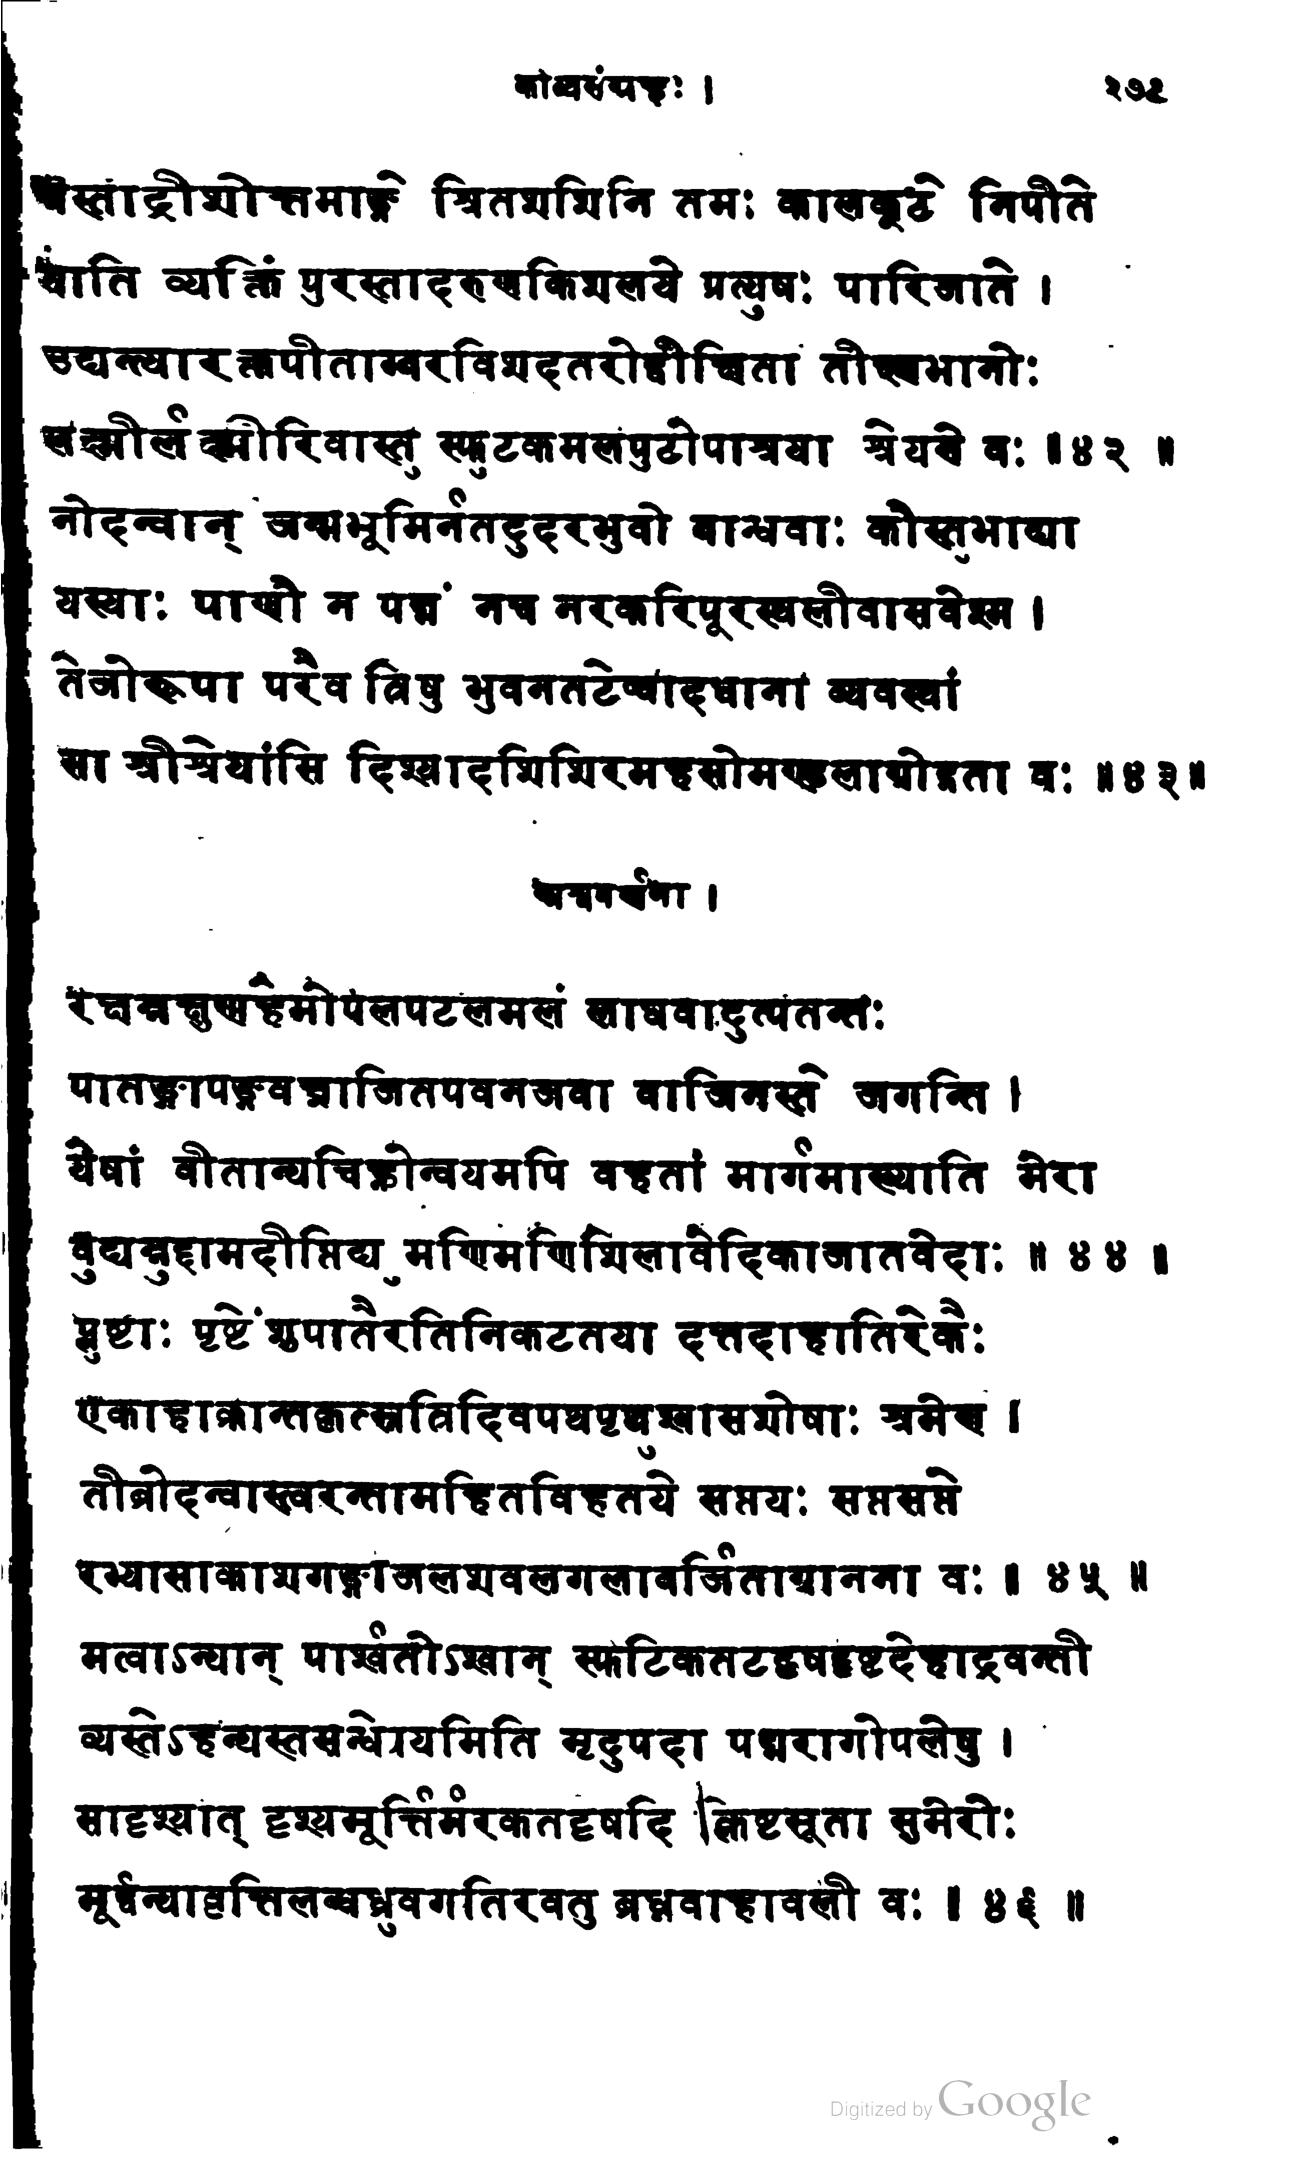 काव्यसंग्रहः । २७५
अस्ताद्रीशोत्तमाङ्गे श्रितशशिनि तमः कालकूटे निपीते
याति व्यक्तिं पुरस्तादरुणकिशलये प्रत्युषः पारिजाते ।
उद्यन्त्यारक्तपीताम्बरविशदतरोद्वीक्षिता तीक्ष्णभानोः
लक्ष्मीर्लक्ष्मीरिवास्तु स्फुटकमलपुटोपाश्रया श्रेयसे वः ॥ ४२ ॥
नोदन्वान् जन्मभूमिर्नतदुदरभुवो बान्धवाः कौस्तुभाद्या
यस्याः पाणौ न पद्मं नच नरकरिपूरस्थलीवासवेश्म ।
तेजोरूपा परैव त्रिषु भुवनतटेष्वादधाना व्यवस्थां
सा श्रीश्रेयांसि दिश्यादशिशिरमहसोमण्डलाग्रोद्गता वः ॥ ४३ ॥
अश्ववर्णना ।
रक्षन्नक्षुणहेमोपलपटलमलं लाघवादुत्पतन्तः
पातङ्गापङ्गवज्ञाजितपवनजवा वाजिनस्ते जगन्ति ।
येषां वीतान्यचिह्नोन्वयमपि वहतां मार्गमाख्याति मेरा
वुद्यन्नुद्दामदीप्तिद्यु मणिमणिशिलावेदिकाजातवेदाः ॥ ४४ ॥
प्लुष्टाः पृष्टेंशुपातैरतिनिकटतया दत्तदाहातिरेकैः
एकाहाक्रान्तकृत्स्नत्रिदिवपथपृथुश्वासशोषाः श्रमेण ।
तीव्रोदन्वास्त्वरन्तामहितविहतये सप्तयः सप्तसप्ते
रभ्यासाकाशगङ्गाजलशवलगलावर्जिताग्रानना वः ॥ ४५ ॥
मत्वाऽन्यान् पार्श्वतोऽश्वान् स्फटिकतटदृषद्दृष्टदेहाद्रवन्ती
व्यस्तेऽहन्यस्तसन्धेायमिति मृदुपदा पद्मरागोपलेषु ।
सादृश्यात् दृश्यमूर्त्तिर्मरकतदृषदि क्लिष्टसूता सुमेरोः
मूर्द्धन्यावृत्तिलब्धध्रुवगतिरवतु ब्रध्नवाहावली वः ॥ ४६ ॥
Digitized by Google